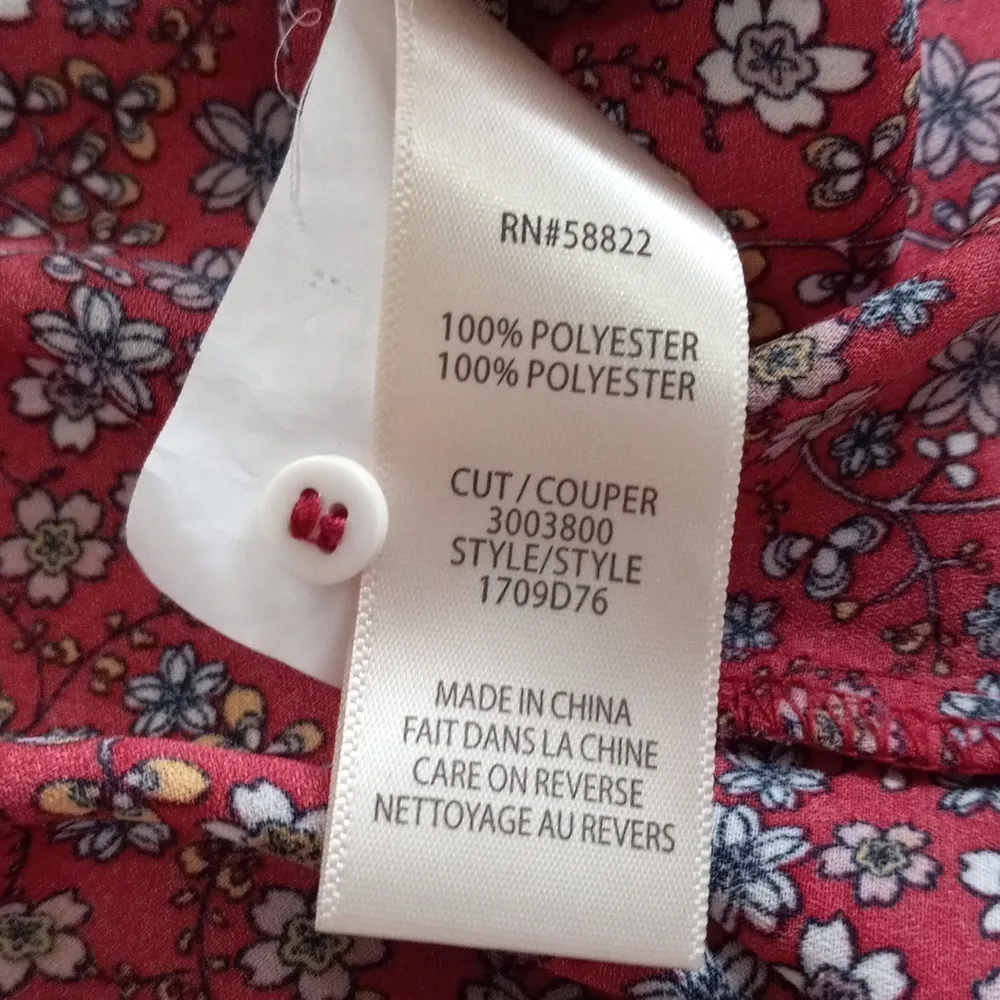 RN#58822
100% POLYESTER
100% POLYESTER
CUT / COUPER
3003800
STYLE/STYLE
1709D76
MADE IN CHINA
FAIT DANS LA CHINE
CARE ON REVERSE
NETTOYAGE AU REVERS